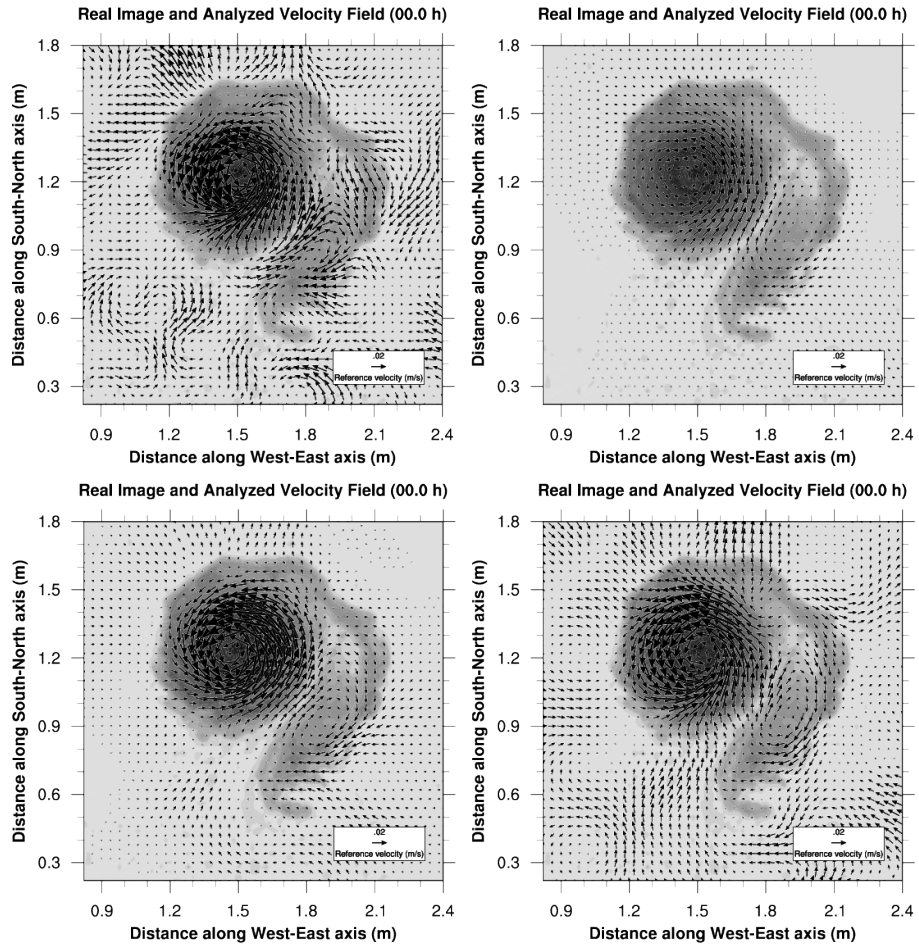 Real Image and Analyzed Velocity Field (00.0 h)
Real Image and Analyzed Velocity Field (00.0 h)
Distance along South-North axis (m)
1.8
1.5
1.2
0.9
0.6
0.3
.02
Reference velocity (m/s)
0.9 1.2 1.5 1.8 2.1 2.4
Distance along West-East axis (m)
Distance along South-North axis (m)
1.8
1.5
1.2
0.9
0.6
0.3
.02
Reference velocity (m/s)
0.9 1.2 1.5 1.8 2.1 2.4
Distance along West-East axis (m)
Real Image and Analyzed Velocity Field (00.0 h)
Real Image and Analyzed Velocity Field (00.0 h)
Distance along South-North axis (m)
1.8
1.5
1.2
0.9
0.6
0.3
.02
Reference velocity (m/s)
0.9 1.2 1.5 1.8 2.1 2.4
Distance along West-East axis (m)
Distance along South-North axis (m)
1.8
1.5
1.2
0.9
0.6
0.3
.02
Reference velocity (m/s)
0.9 1.2 1.5 1.8 2.1 2.4
Distance along West-East axis (m)